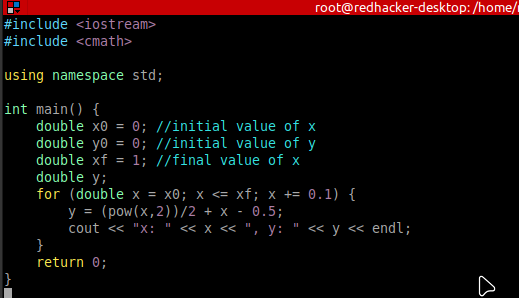 root@redhacker-desktop: /home/
#include <iostream>
#include <cmath>
using namespace std;
int main() {
double x0 = 0; //initial value of x
double y0 = 0; //initial value of y
double xf = 1; //final value of x
double y;
for (double x = x0; x <= xf; x += 0.1) {
y = (pow(x,2))/2 + x - 0.5;
cout << "x: " << x << ", y: " << y << endl;
}
return 0;
}